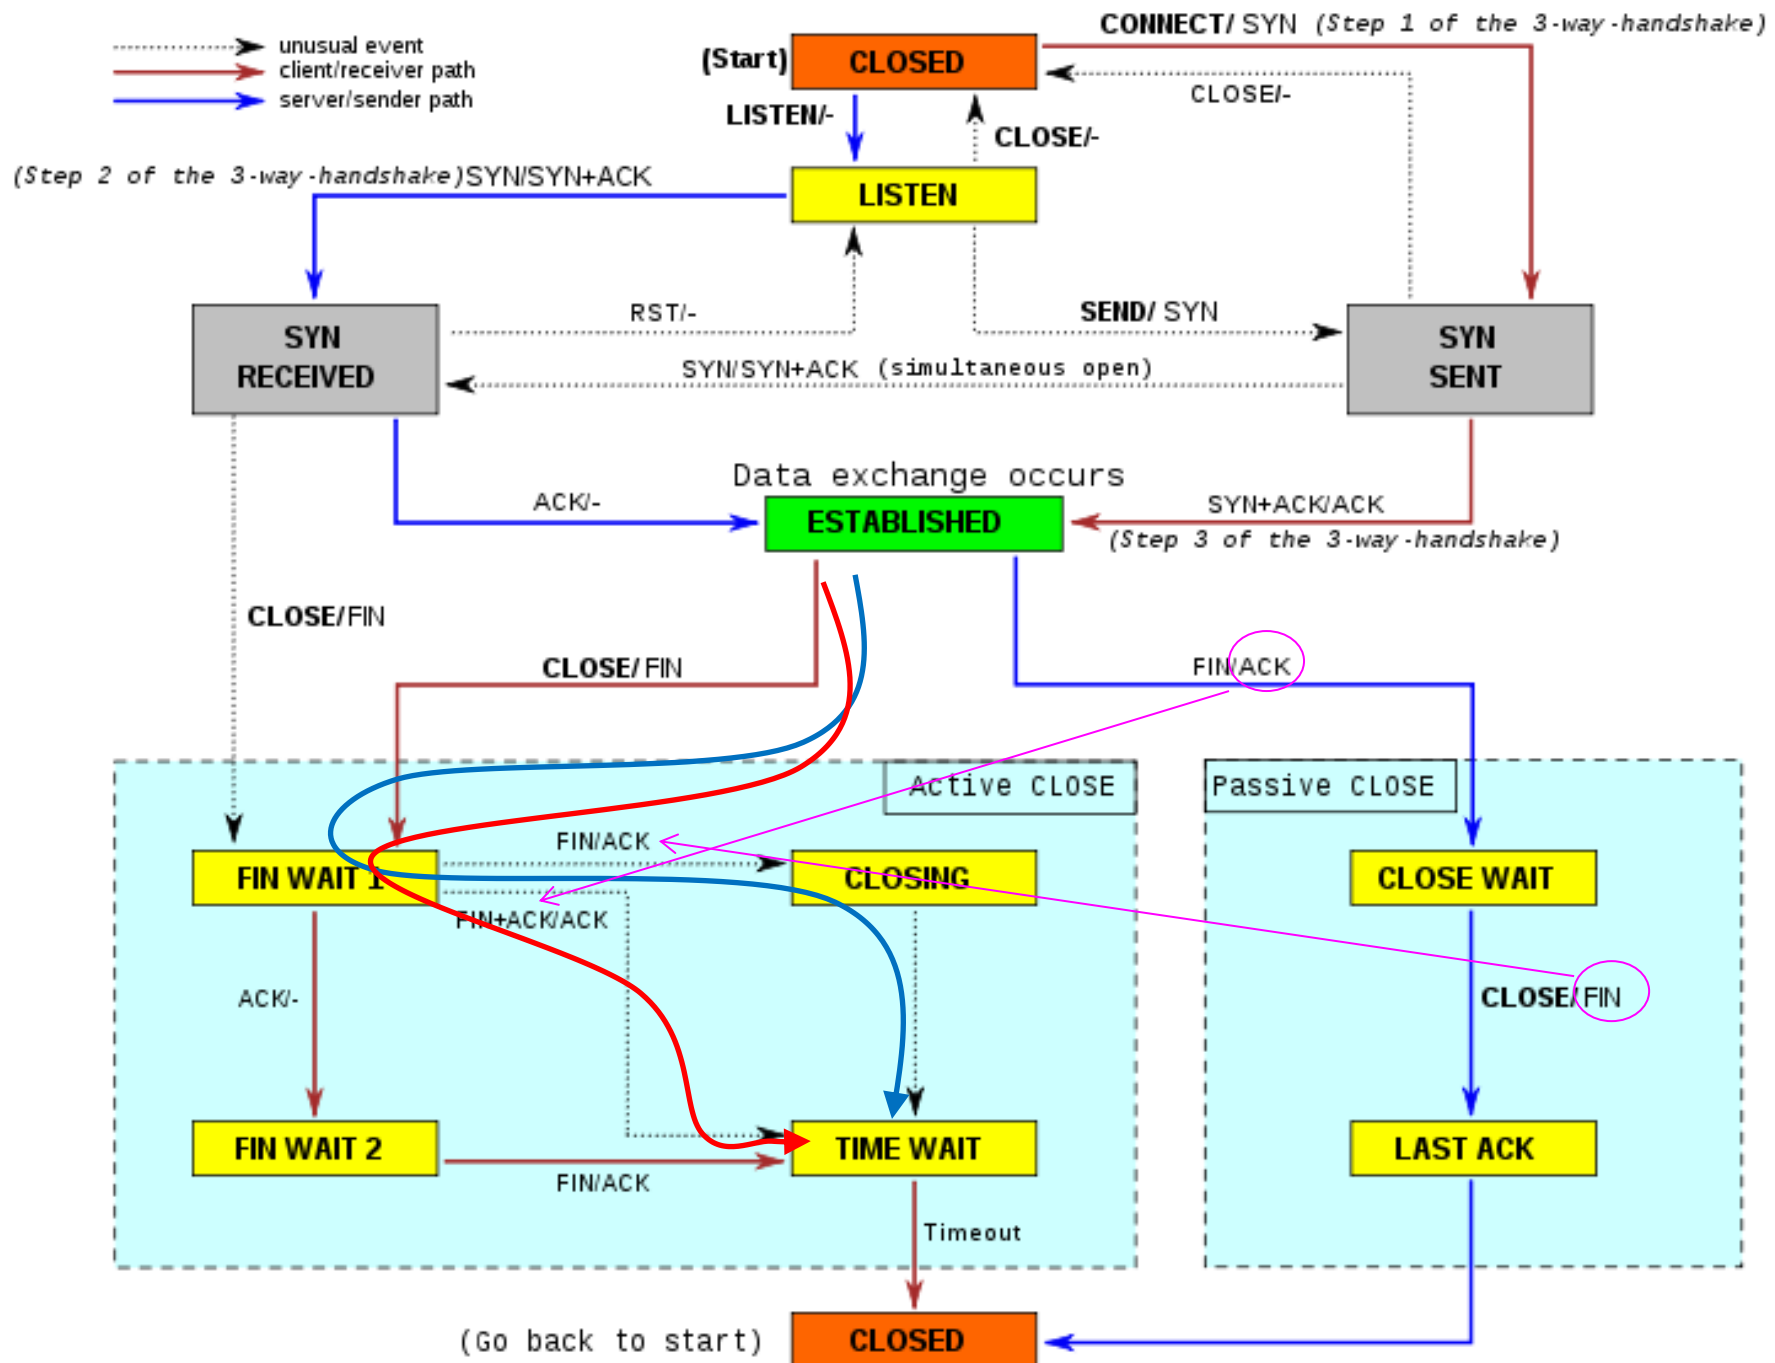 CONNECT/ SYN (Step 1 of the 3-way-handshake)
unusual event
client/receiver path
server/sender path
(Start)
CLOSED
CLOSE/-
LISTEN/-
CLOSE/-
(Step 2 of the 3-way-handshake)SYN/SYN+ACK
LISTEN
RST/-
SEND/ SYN
SYN
RECEIVED
SYN
SENT
SYN/SYN+ACK (simultaneous open)
Data exchange occurs
ACK/-
ESTABLISHED
SYN+ACK/ACK
(Step 3 of the 3-way-handshake)
CLOSE/FIN
CLOSE/ FIN
FIN/ACK
Active CLOSE
Passive CLOSE
FIN/ACK
FIN WAIT 1
CLOSING
CLOSE WAIT
FIN+ACK/ACK
ACK/-
CLOSE/ FIN
FIN WAIT 2
TIME WAIT
LAST ACK
FIN/ACK
Timeout
(Go back to start)
CLOSED